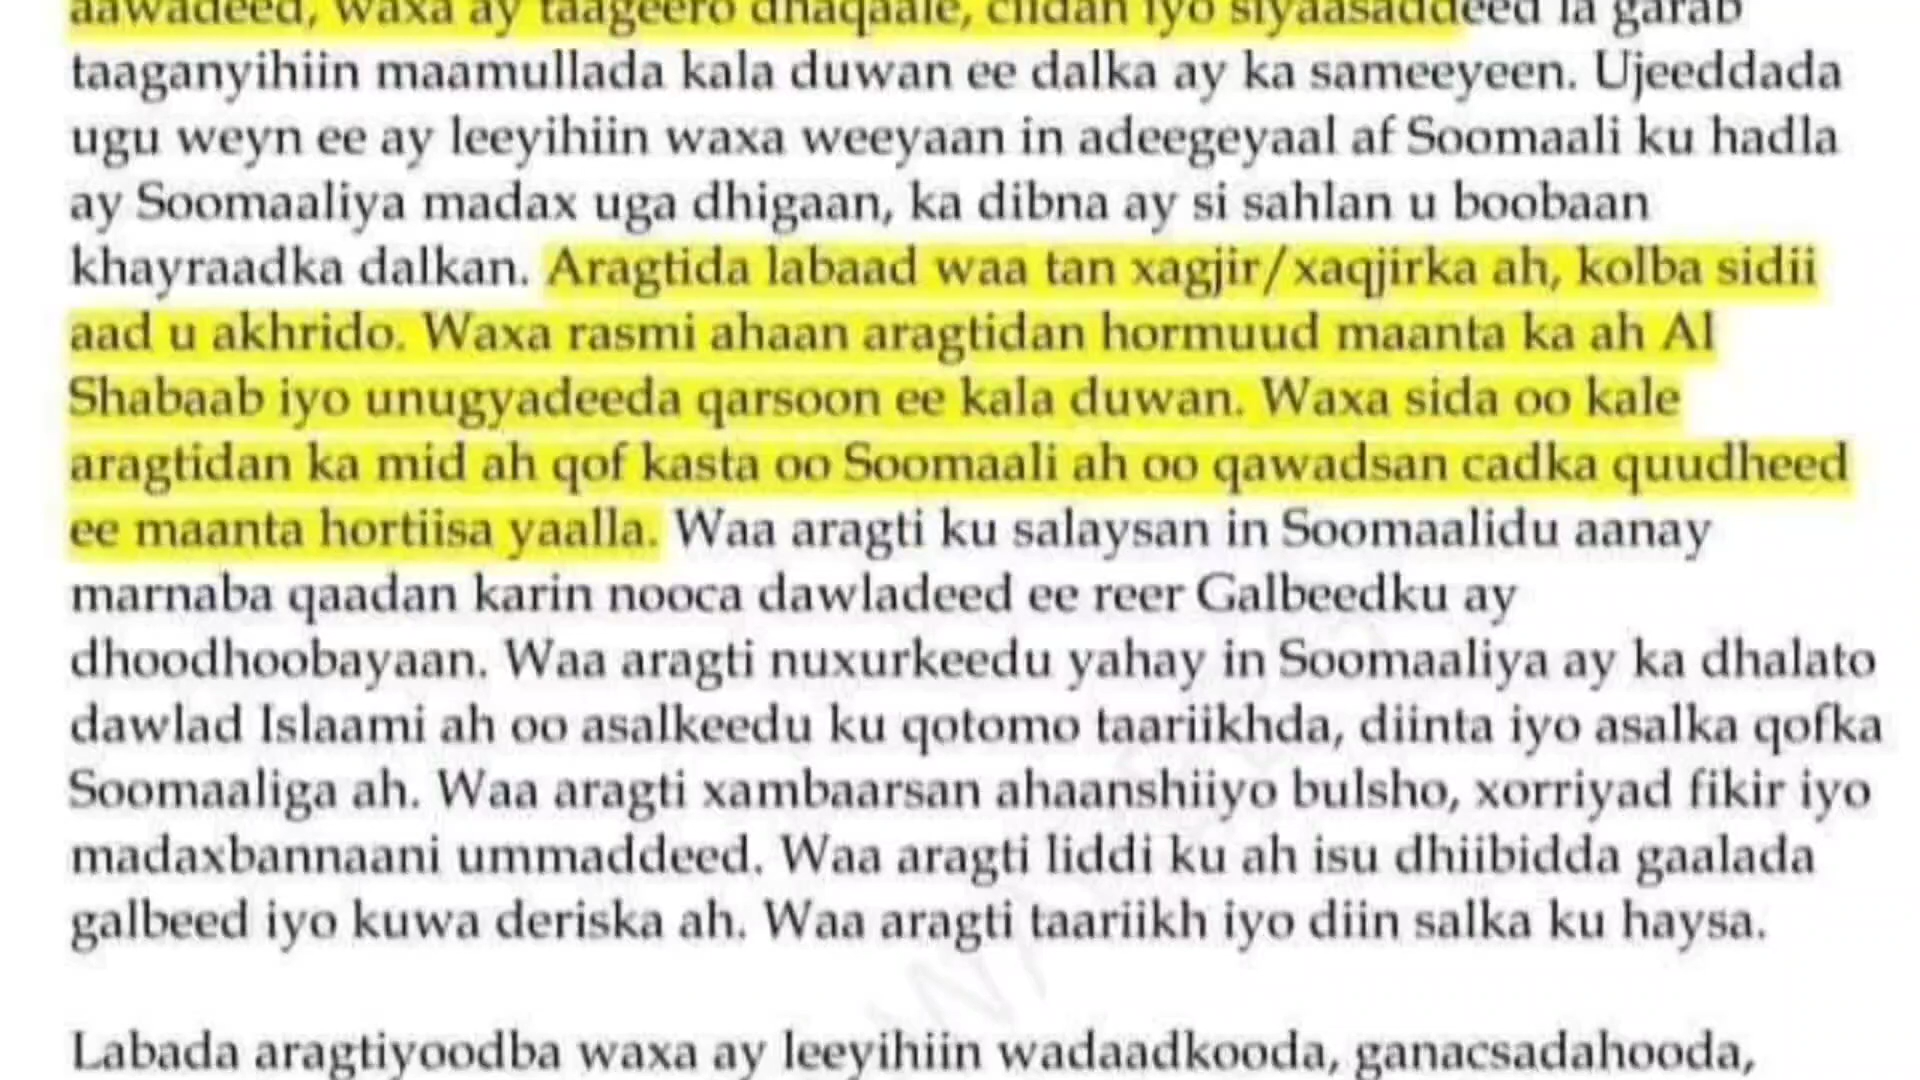 aawadeed, waxa ay taageero dhaqaale, ciidan iyo siyaasaddeed la garab
taaganyihiin maamullada kala duwan ee dalka ay ka sameeyeen. Ujeeddada
ugu weyn ee ay leeyihiin waxa weeyaan in adeegeyaal af Soomaali ku hadla
ay Soomaaliya madax uga dhigaan, ka dibna ay si sahlan u boobaan
khayraadka dalkan. Aragtida labaad waa tan xagjir/xaqjirka ah, kolba sidii
aad u akhrido. Waxa rasmi ahaan aragtidan hormuud maanta ka ah Al
Shabaab iyo unugyadeeda qarsoon ee kala duwan. Waxa sida oo kale
aragtidan ka mid ah qof kasta oo Soomaali ah oo qawadsan cadka quudheed
ee maanta hortiisa yaalla. Waa aragti ku salaysan in Soomaalidu aanay
marnaba qaadan karin nooca dawladeed ee reer Galbeedku ay
dhoodhoobayaan. Waa aragti nuxurkeedu yahay in Soomaaliya ay ka dhalato
dawlad Islaami ah oo asalkeedu ku qotomo taariikhda, diinta iyo asalka qofka
Soomaaliga ah. Waa aragti xambaarsan ahaanshiiyo bulsho, xorriyad fikir iyo
madaxbannaani ummaddeed. Waa aragti liddi ku ah isu dhiibidda gaalada
galbeed iyo kuwa deriska ah. Waa aragti taariikh iyo diin salka ku haysa.
Labada aragtiyoodba waxa ay leeyihiin wadaadkooda, ganacsadahooda,